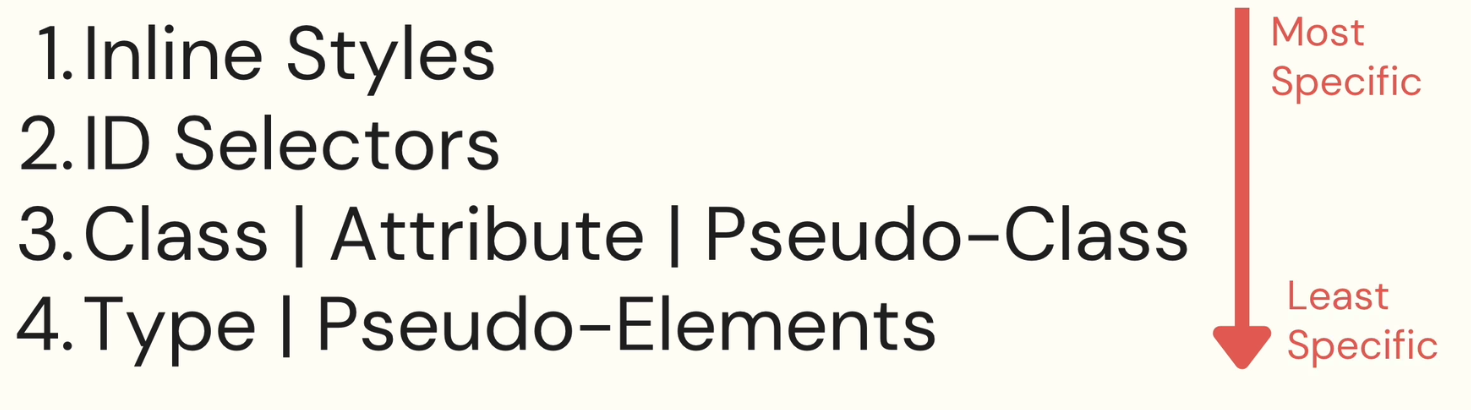 1. Inline Styles
2. ID Selectors
3. Class | Attribute | Pseudo-Class
4. Type | Pseudo-Elements
Most
Specific
Least
Specific